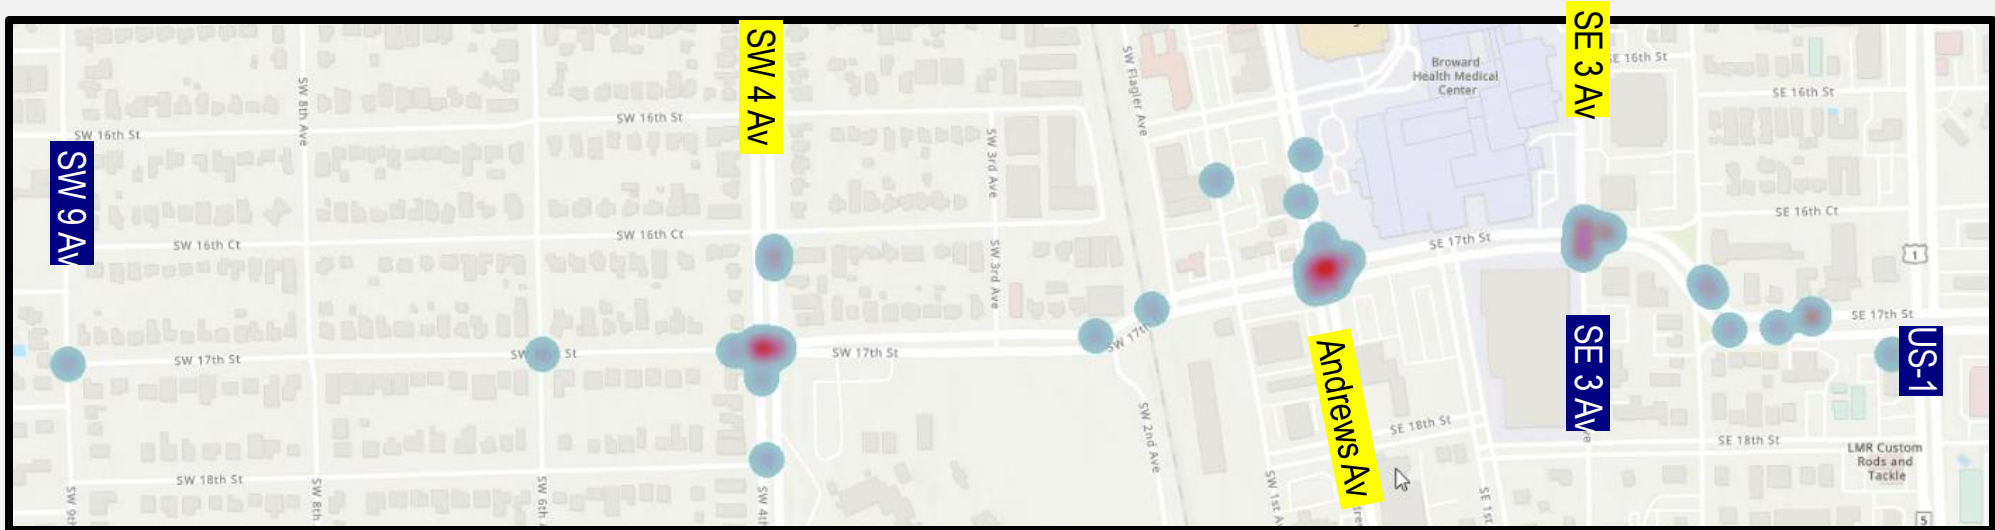 SW 4 Av
SE 3 Av
SW 9 Av
SW 16th St
SW 8th Ave
SW 16th St
SW Flagler Ave
Broward
Health Medical
Center
SE 16th St
SE 16th St
SW 3rd Ave
SW 16th Ct
SW 16th Ct
SW 3rd Ave
SE 17th St
SE 16th Ct
1
SW 17th St
SW St
SW 17th St
SW 17th
SE 17th St
SE 3 Av
US-1
Andrews Av
SW 2nd Ave
SE 18th St
SE 18th St
LMR Custom
Rods and
Tackle
SW 18th St
SW 9th
SW 8th
SW 6th
SW 4th
SW 1st
SE 1st
5